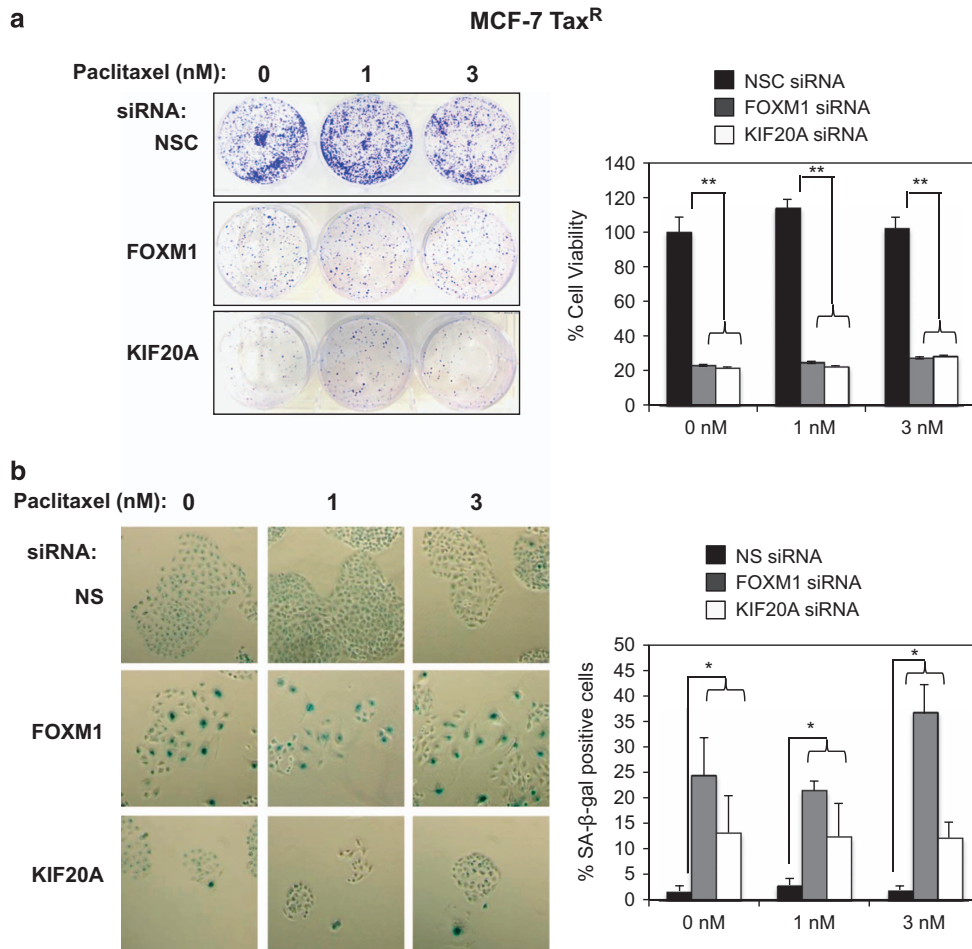 a
MCF-7 Tax^R
Paclitaxel (nM): 0 1 3
siRNA:
NSC
FOXM1
KIF20A
NSC siRNA
FOXM1 siRNA
KIF20A siRNA
% Cell Viability
140
120
100
80
60
40
20
0
** ** **
0 nM 1 nM 3 nM
b
Paclitaxel (nM): 0 1 3
siRNA:
NS
FOXM1
KIF20A
NS siRNA
FOXM1 siRNA
KIF20A siRNA
% SA-β-gal positive cells
50
45
40
35
30
25
20
15
10
5
0
* * *
0 nM 1 nM 3 nM